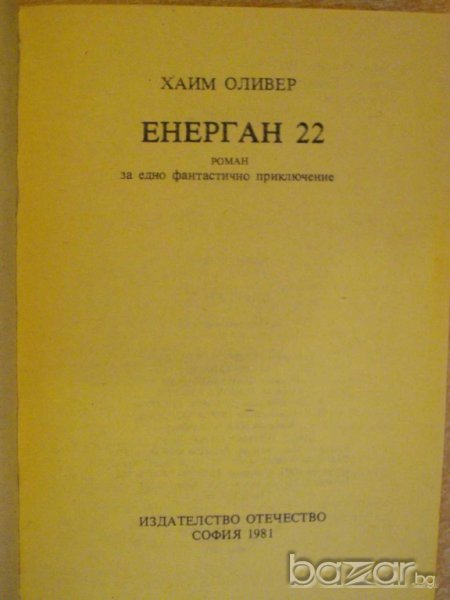 ХАИМ ОЛИВЕР
ЕНЕРГАН 22
РОМАН
за едно фантастично приключение
ИЗДАТЕЛСТВО ОТЕЧЕСТВО
СОФИЯ 1981
bazar.bg